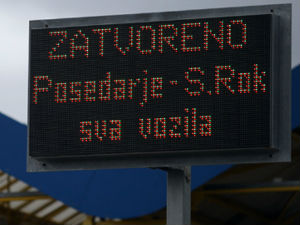 ZATVORENO
Posedarje - S. Rok
sva vozila